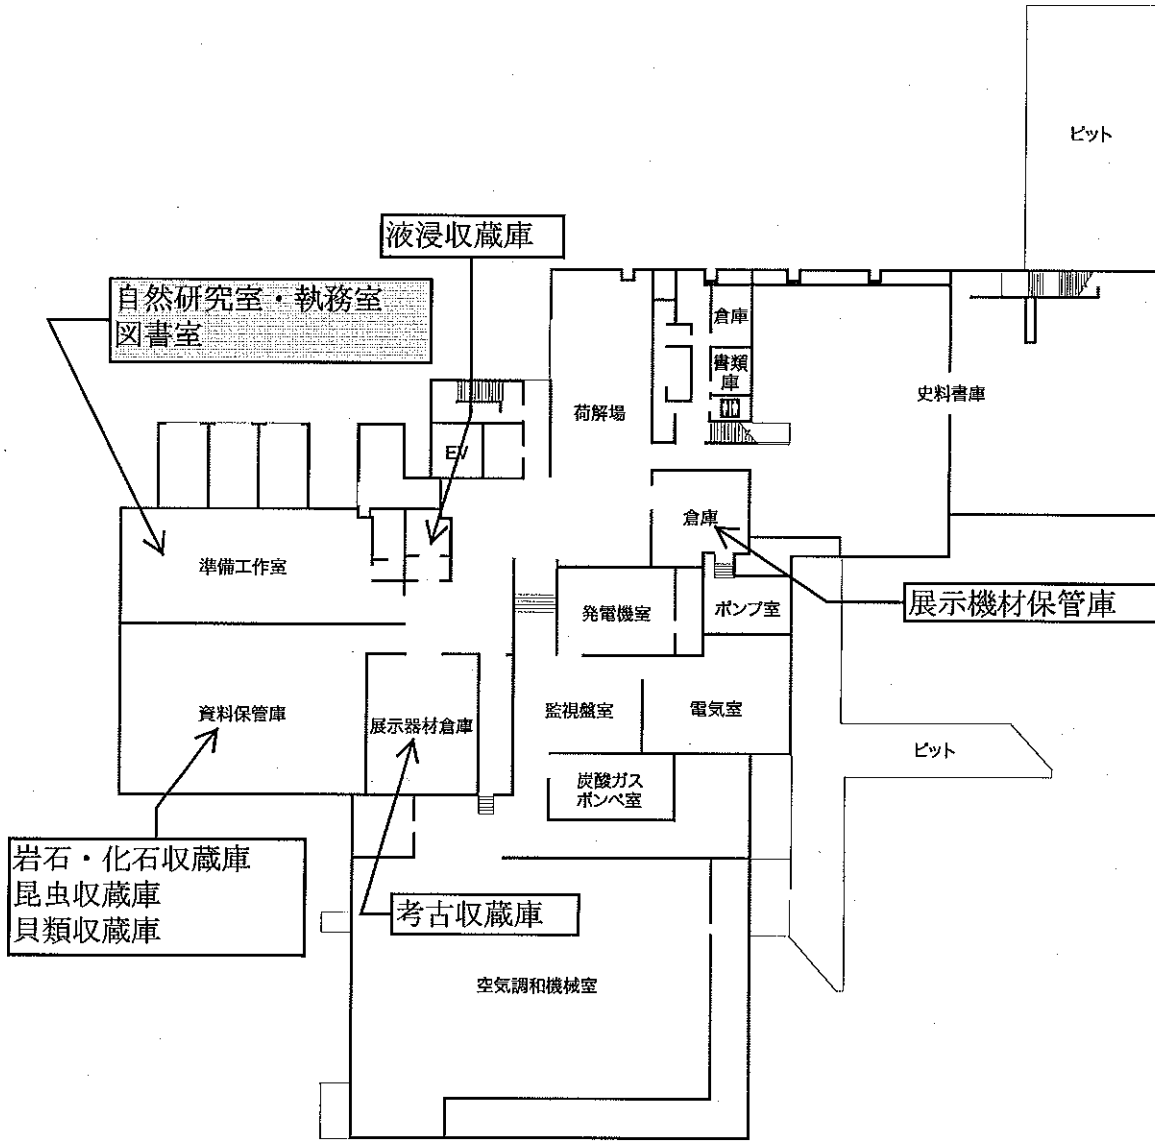 ピット
液浸収蔵庫
自然研究室・執務室
図書室
倉庫
書類
庫
史料書庫
荷解場
EV
倉庫
準備工作室
発電機室
ポンプ室
展示機材保管庫
資料保管庫
展示器材倉庫
監視盤室
電気室
ピット
炭酸ガス
ボンベ室
岩石・化石収蔵庫
昆虫収蔵庫
貝類収蔵庫
考古収蔵庫
空気調和機械室